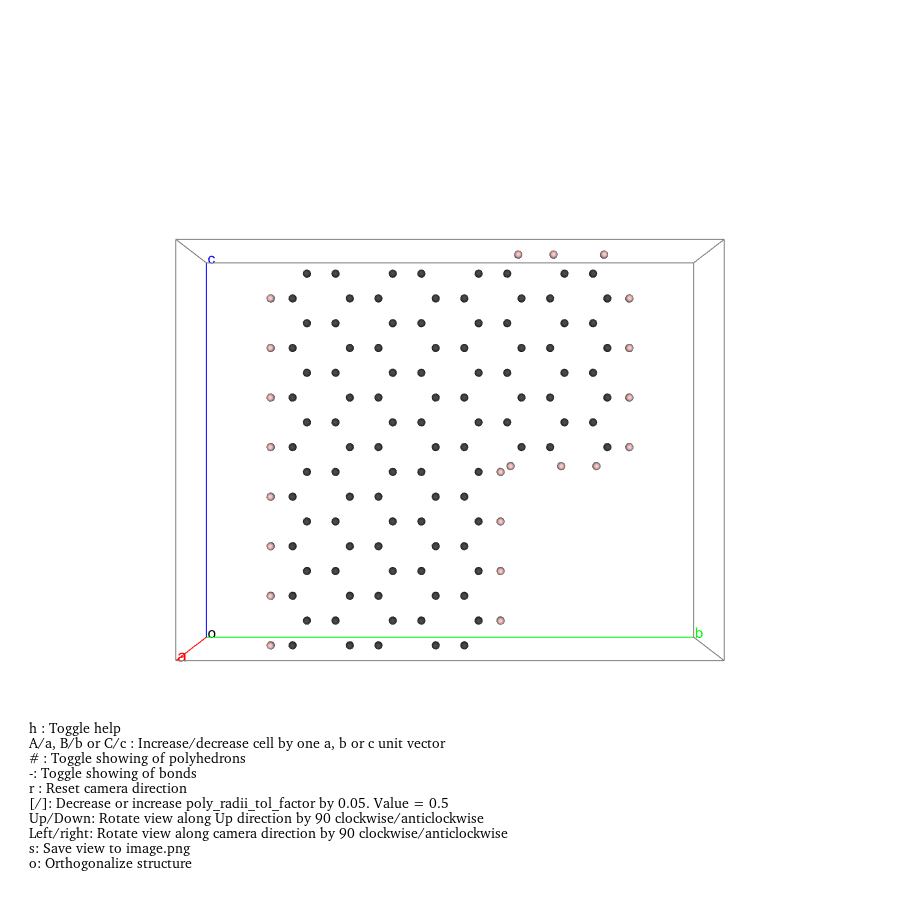 c
o
b
a
h : Toggle help
A/a, B/b or C/c : Increase/decrease cell by one a, b or c unit vector
# : Toggle showing of polyhedrons
-: Toggle showing of bonds
r : Reset camera direction
[/]: Decrease or increase poly_radii_tol_factor by 0.05. Value = 0.5
Up/Down: Rotate view along Up direction by 90 clockwise/anticlockwise
Left/right: Rotate view along camera direction by 90 clockwise/anticlockwise
s: Save view to image.png
o: Orthogonalize structure